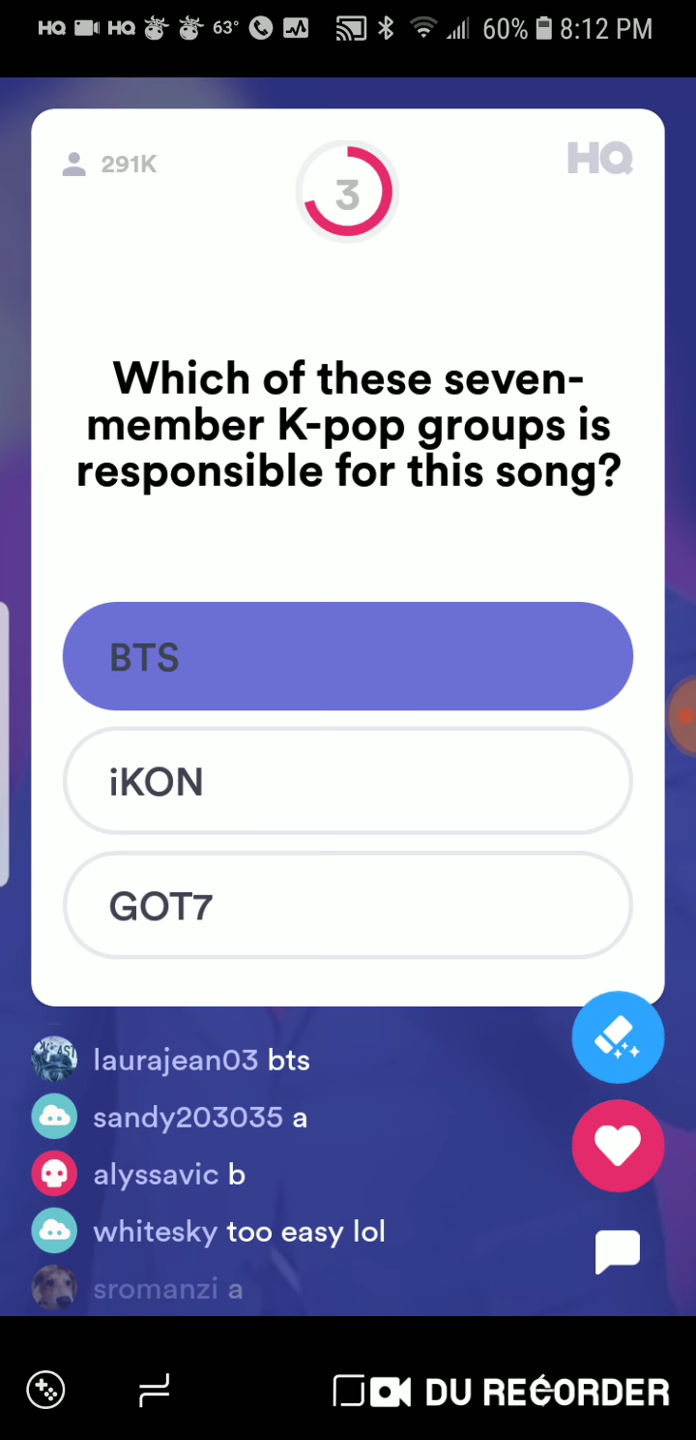 HQ HQ 63° 60% 8:12 PM
291K 3 HQ
Which of these seven-
member K-pop groups is
responsible for this song?
BTS
iKON
GOT7
laurajean03 bts
sandy203035 a
alyssavic b
whitesky too easy lol
sromanzi a
DU RECORDER